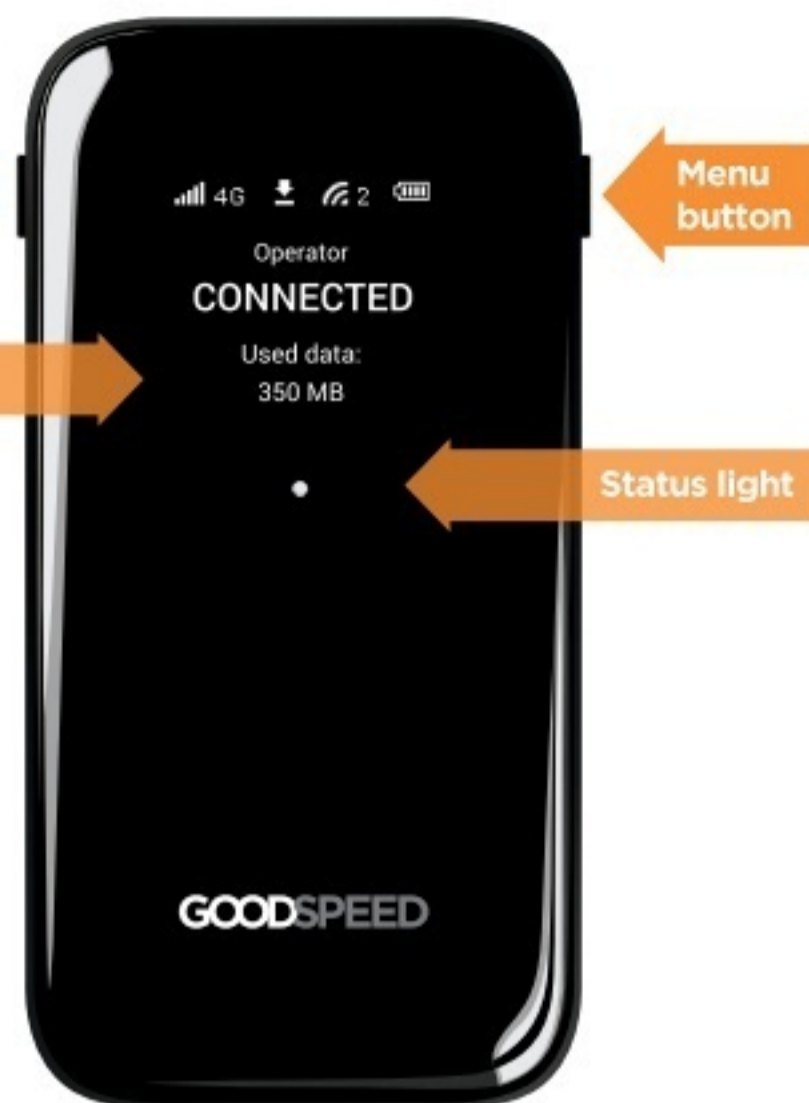 4G 2
Menu
button
Operator
CONNECTED
Used data:
350 MB
Status light
GOODSPEED